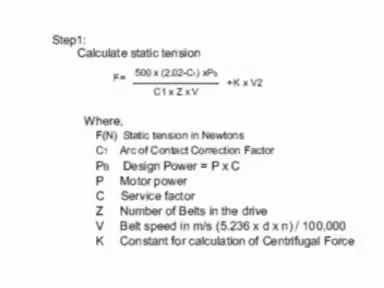 Step1:
Calculate static tension
F= 500 x (2.02-C1) xPB
C1 x Z x V
+K x V2
Where,
F(N) Static tension in Newtons
C1 Arc of Contact Correction Factor
PB Design Power = P x C
P Motor power
C Service factor
Z Number of Belts in the drive
V Belt speed in m/s (5.236 x d x n) / 100,000
K Constant for calculation of Centrifugal Force